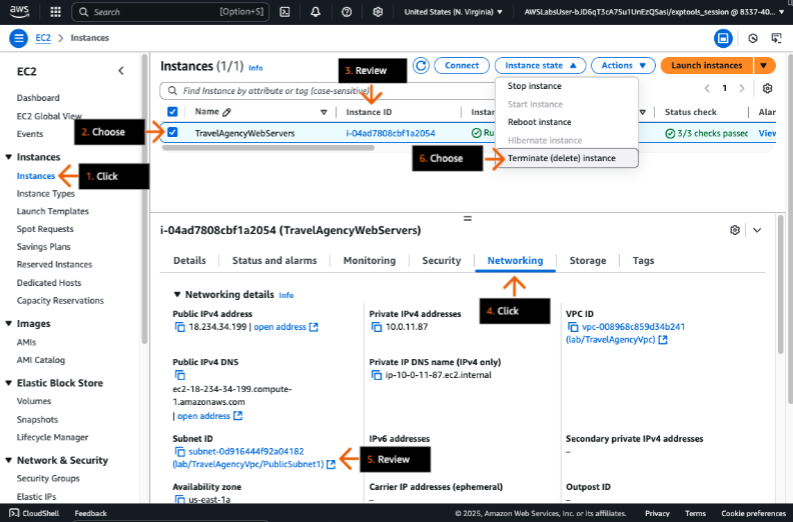 aws
Search
[Option+S]
United States (N. Virginia)
AWSLabsUser-bJD6qT3cA75u1UnEzQSasi/exptools_session @ 8337-40...
EC2
Instances
EC2
Dashboard
EC2 Global View
Events
Instances
Instances
Instance Types
Launch Templates
Spot Requests
Savings Plans
Reserved Instances
Dedicated Hosts
Capacity Reservations
Images
AMIs
AMI Catalog
Elastic Block Store
Volumes
Snapshots
Lifecycle Manager
Network & Security
Security Groups
Elastic IPs
1. Click
2. Choose
Instances (1/1) Info
3. Review
Connect
Instance state
Actions
Launch instances
Find Instance by attribute or tag (case-sensitive)
1
Stop instance
Start instance
Reboot instance
Hibernate instance
Terminate (delete) instance
6. Choose
Name
Instance ID
Instan
Status check
Alar
TravelAgencyWebServers
i-04ad7808cbf1a2054
Ru
3/3 checks passec
View
i-04ad7808cbf1a2054 (TravelAgencyWebServers)
Details
Status and alarms
Monitoring
Security
Networking
Storage
Tags
4. Click
Networking details Info
Public IPv4 address
18.234.34.199 | open address
Private IPv4 addresses
10.0.11.87
VPC ID
vpc-008968c859d34b241
(lab/TravelAgencyVpc)
Public IPv4 DNS
ec2-18-234-34-199.compute-
1.amazonaws.com
| open address
Private IP DNS name (IPv4 only)
ip-10-0-11-87.ec2.internal
Subnet ID
subnet-0d916444f92a04182
(lab/TravelAgencyVpc/PublicSubnet1)
5. Review
IPv6 addresses
–
Secondary private IPv4 addresses
–
Availability zone
us-east-1a
Carrier IP addresses (ephemeral)
–
Outpost ID
–
CloudShell
Feedback
© 2025, Amazon Web Services, Inc. or its affiliates.
Privacy
Terms
Cookie preferences